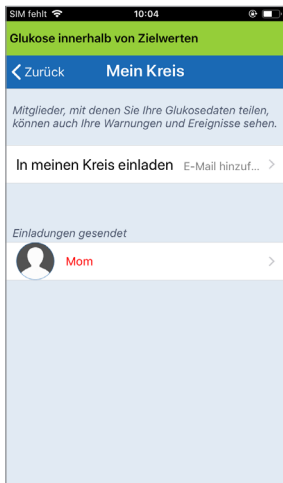 SIM fehlt 10:04
Glukose innerhalb von Zielwerten
Zurück Mein Kreis
Mitglieder, mit denen Sie Ihre Glukosedaten teilen,
können auch Ihre Warnungen und Ereignisse sehen.
In meinen Kreis einladen E-Mail hinzuf...
Einladungen gesendet
Mom